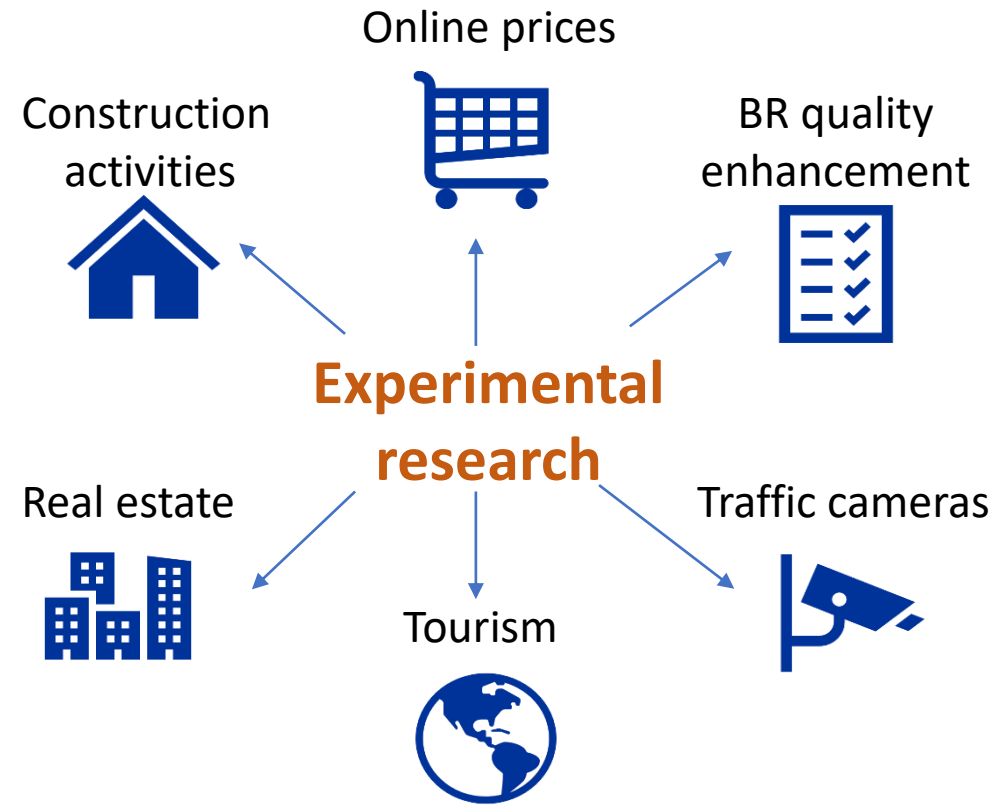 Online prices
Construction
activities
BR quality
enhancement
Experimental
research
Real estate
Traffic cameras
Tourism